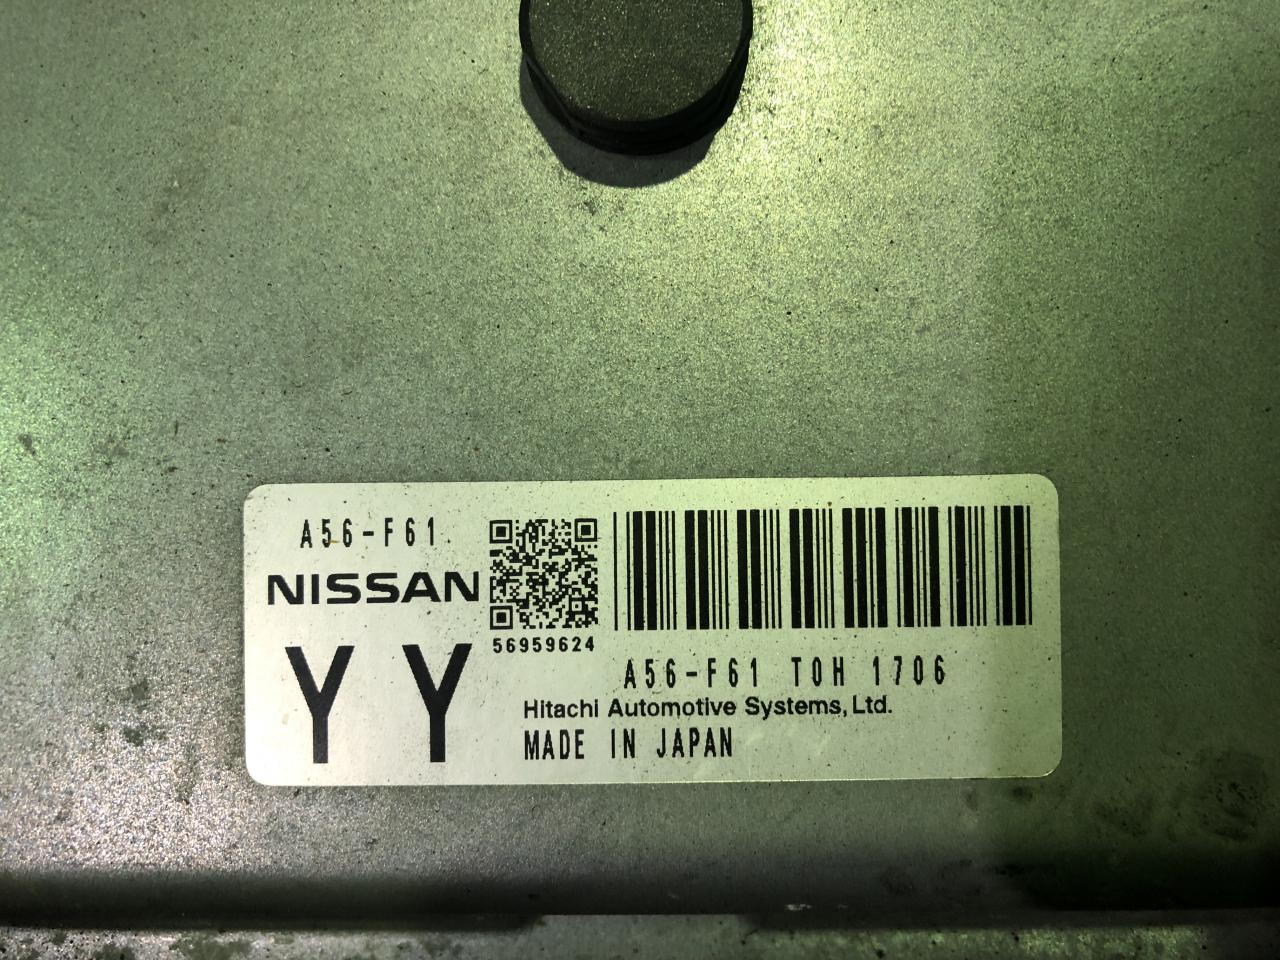 A56-F61
NISSAN
56959624
YY
A56-F61 T0H 1706
Hitachi Automotive Systems, Ltd.
MADE IN JAPAN